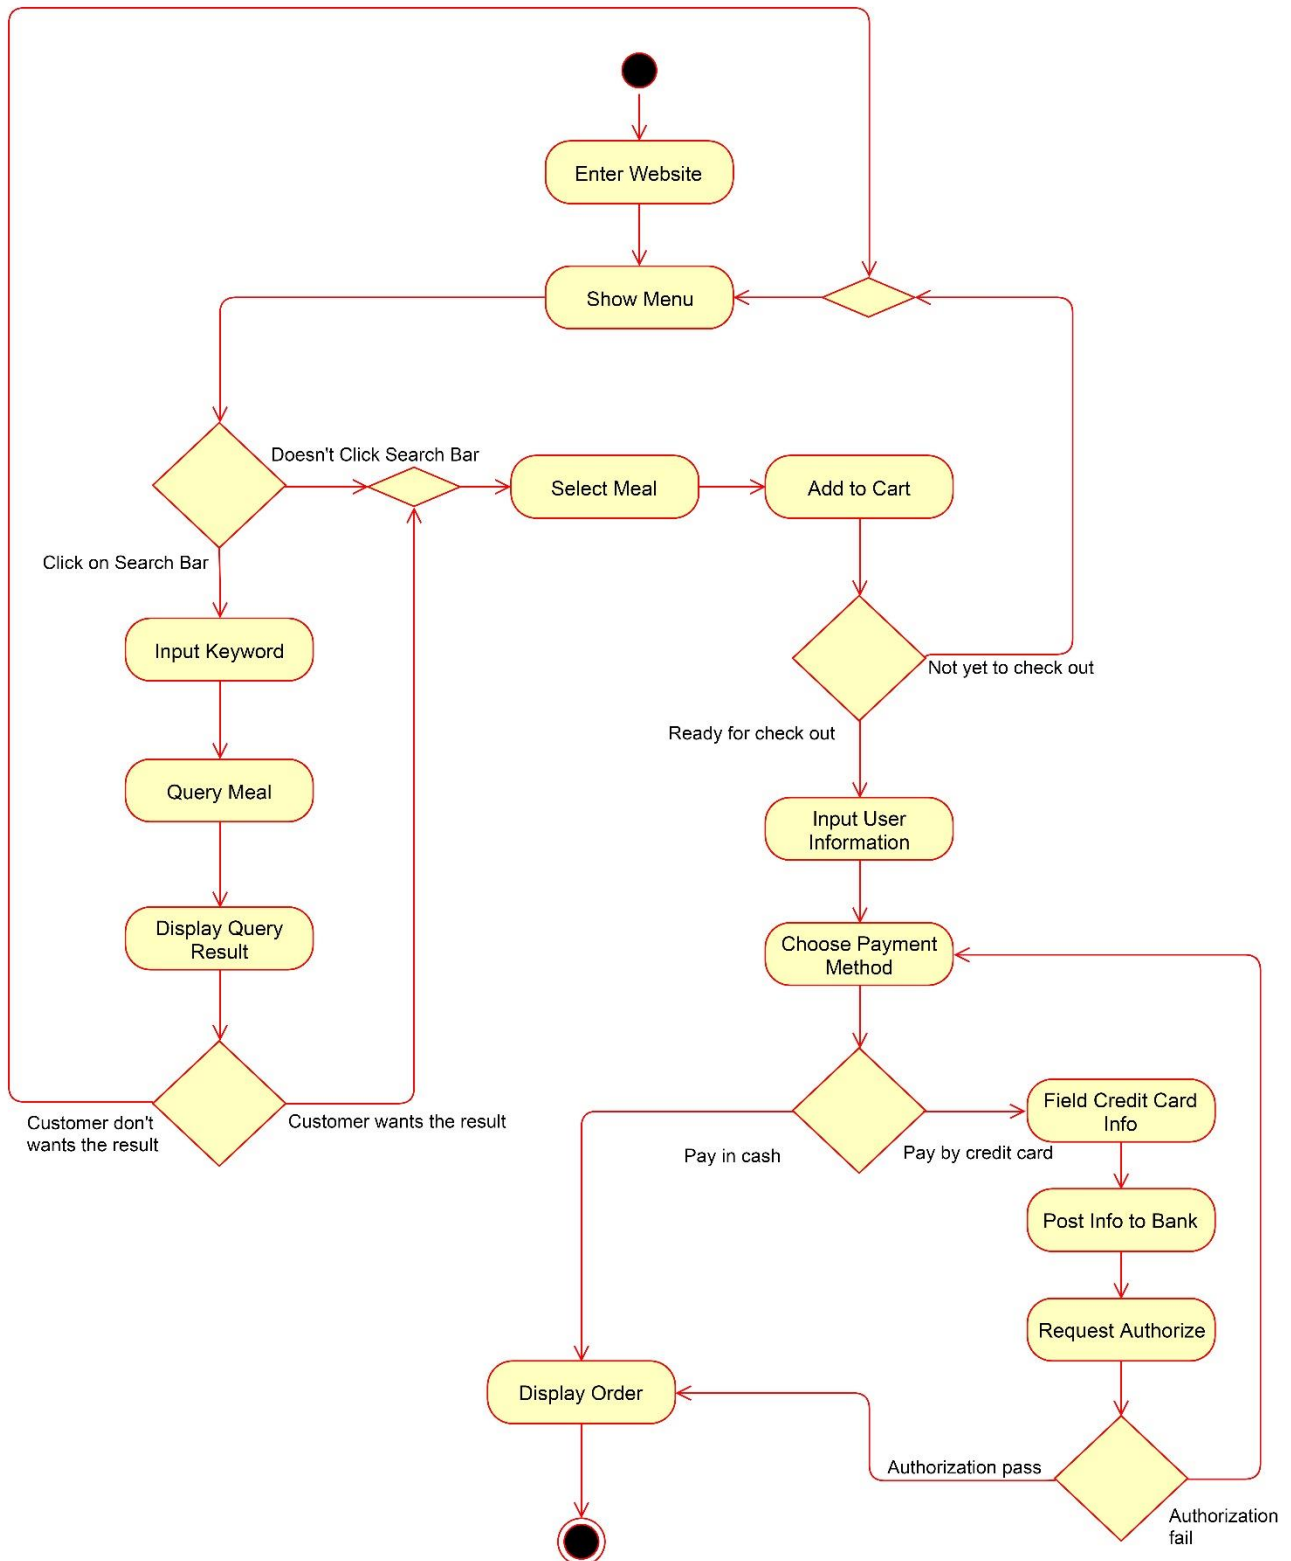 Enter Website
Show Menu
Doesn't Click Search Bar
Select Meal
Add to Cart
Click on Search Bar
Input Keyword
Not yet to check out
Ready for check out
Query Meal
Input User
Information
Display Query
Result
Choose Payment
Method
Customer don't
wants the result
Customer wants the result
Field Credit Card
Info
Pay in cash
Pay by credit card
Post Info to Bank
Request Authorize
Display Order
Authorization pass
Authorization
fail